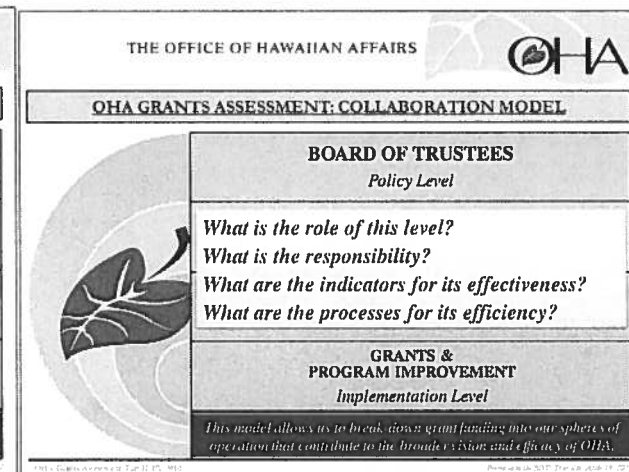 THE OFFICE OF HAWAIIAN AFFAIRS
OHA
OHA GRANTS ASSESSMENT: COLLABORATION MODEL
BOARD OF TRUSTEES
Policy Level
What is the role of this level?
What is the responsibility?
What are the indicators for its effectiveness?
What are the processes for its efficiency?
GRANTS &
PROGRAM IMPROVEMENT
Implementation Level
This model allows us to break down grant funding into our spheres of
operation that contribute to the broader vision and efficacy of OHA.